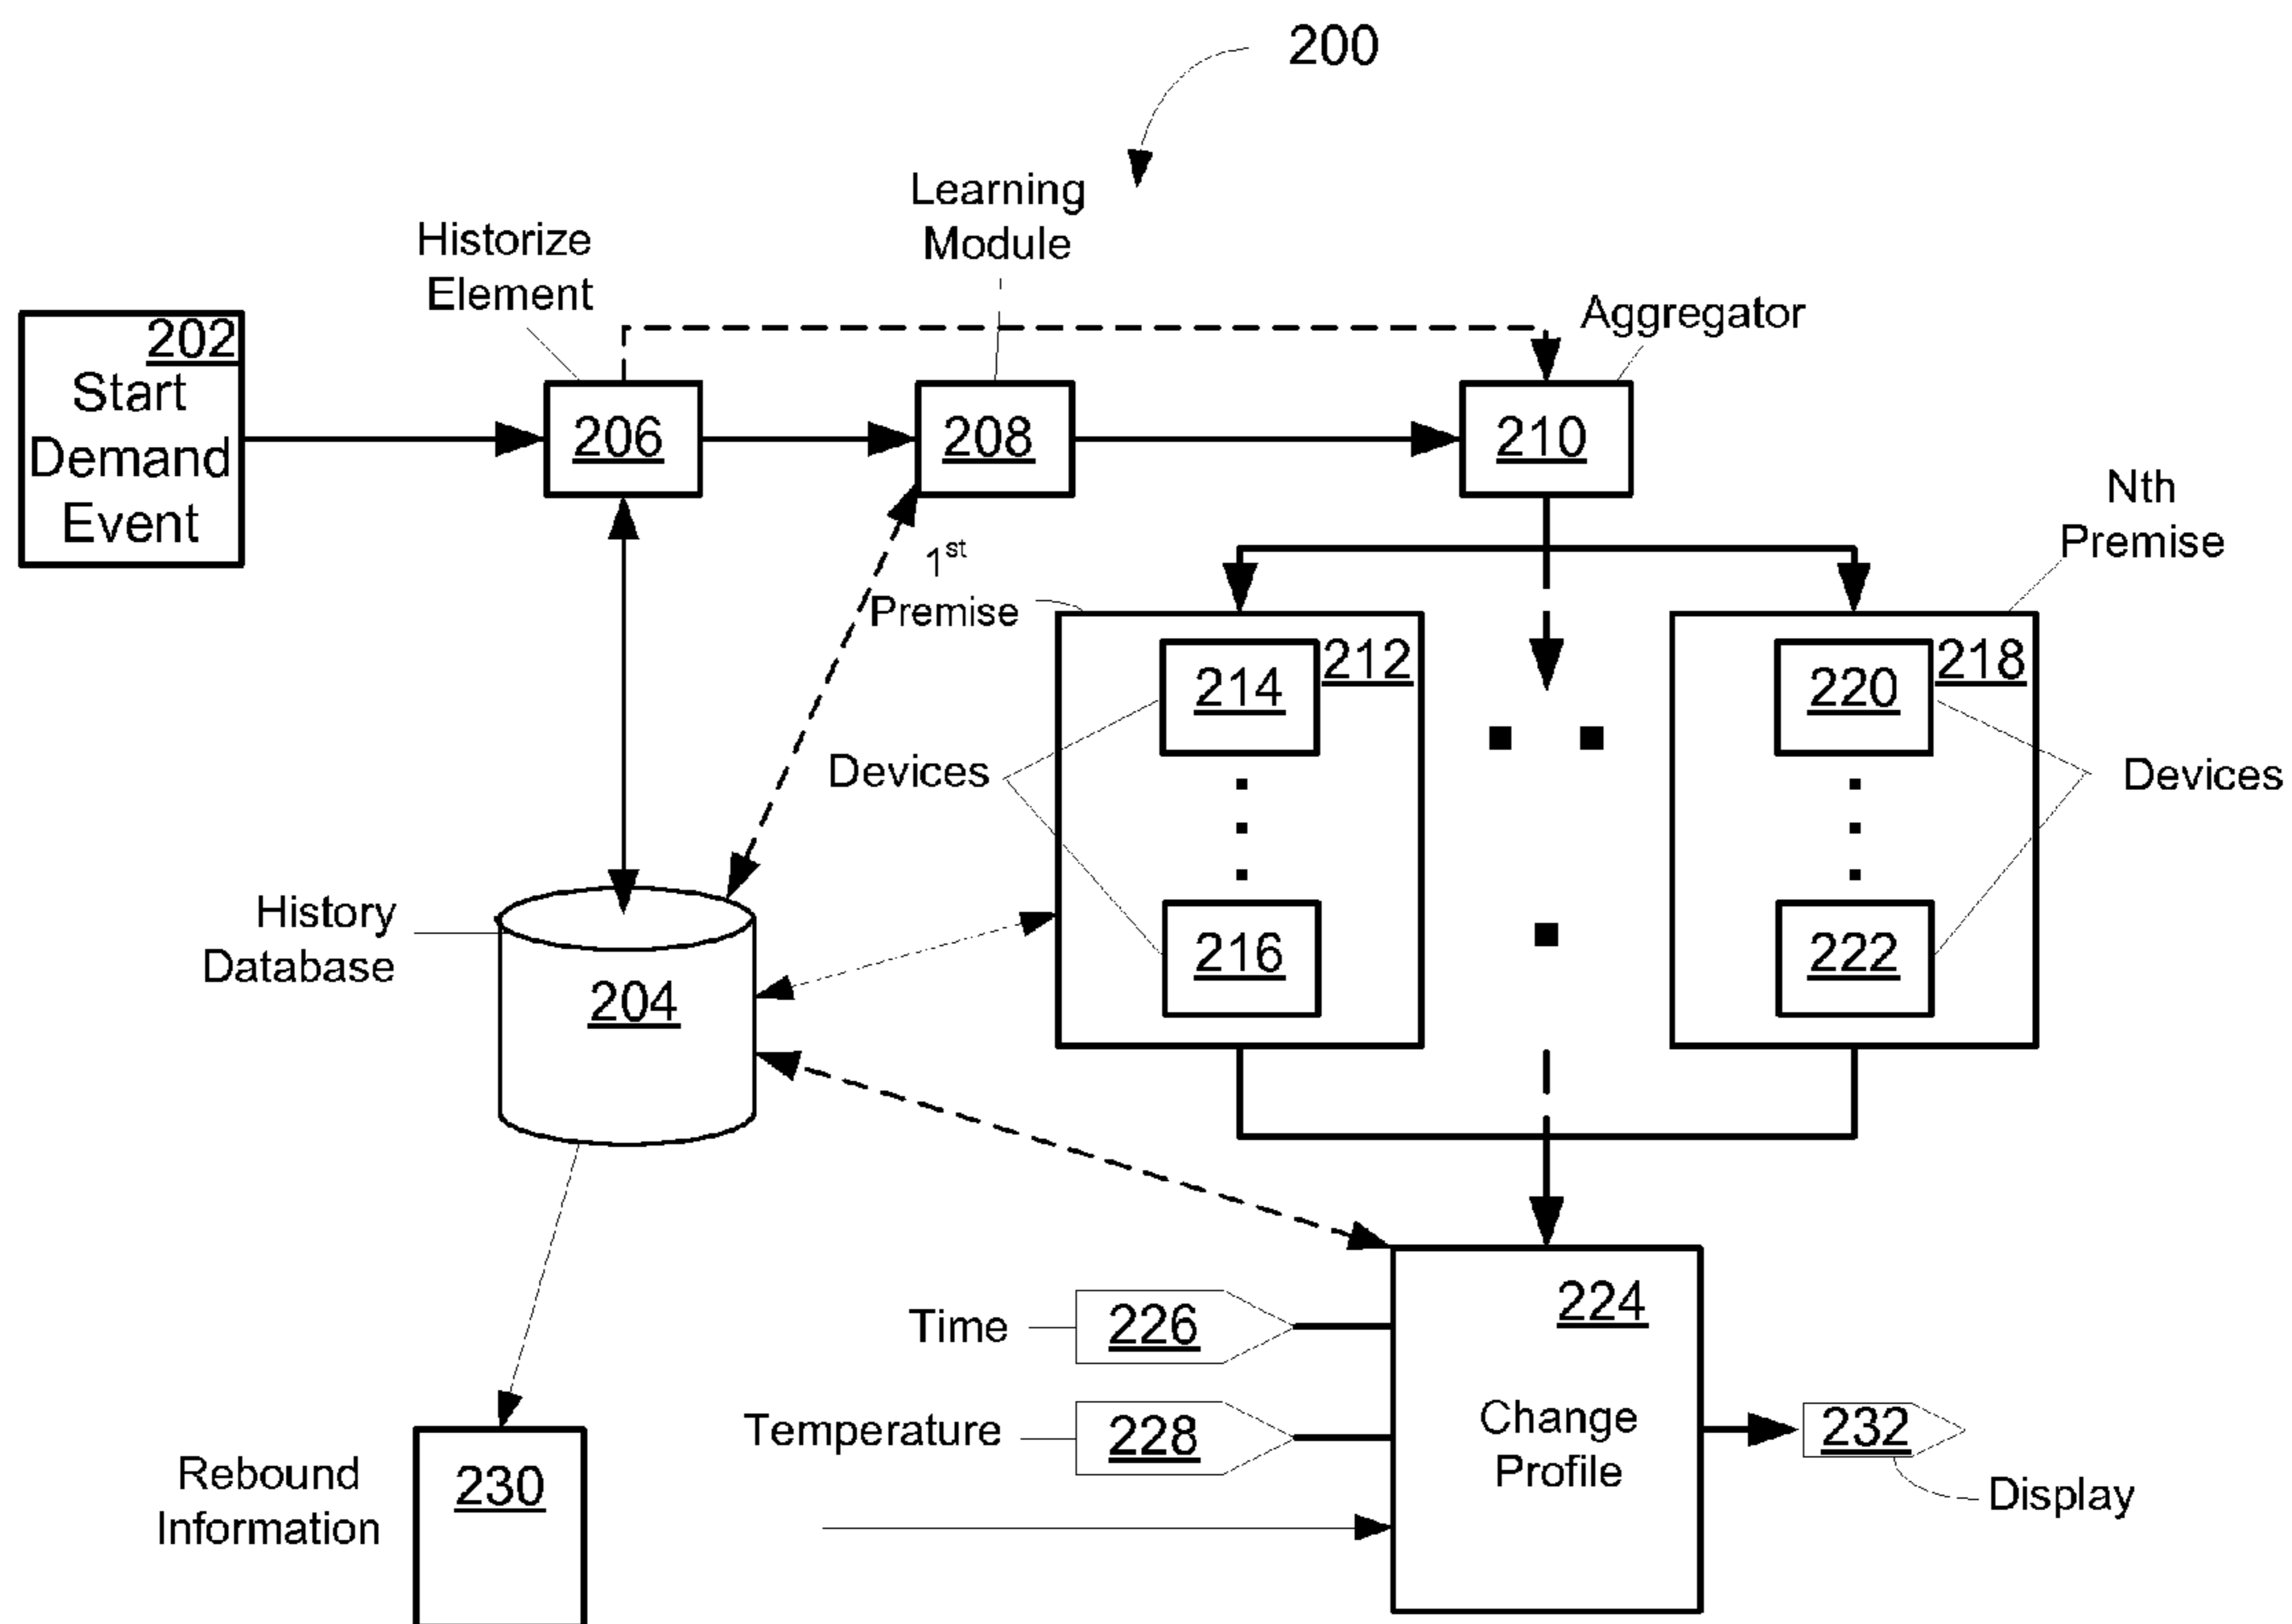 200
Learning
Module
Historize
Element
Aggregator
202
Start
Demand
Event
206
208
210
Nth
Premise
1st
Premise
212
214
218
220
Devices
Devices
History
Database
204
216
222
224
Time
226
Temperature
228
Change
Profile
232
Display
Rebound
Information
230